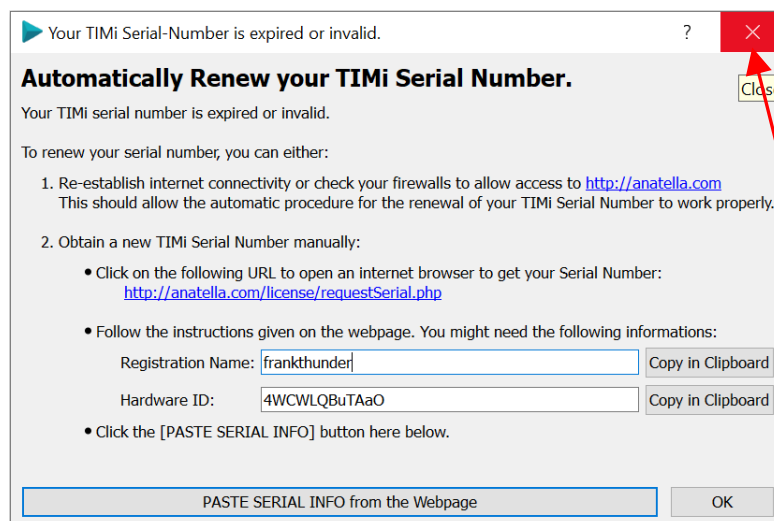 Your TIMi Serial-Number is expired or invalid.
?
Automatically Renew your TIMi Serial Number.
Your TIMi serial number is expired or invalid.
To renew your serial number, you can either:
1. Re-establish internet connectivity or check your firewalls to allow access to http://anatella.com
This should allow the automatic procedure for the renewal of your TIMi Serial Number to work properly.
2. Obtain a new TIMi Serial Number manually:
• Click on the following URL to open an internet browser to get your Serial Number:
http://anatella.com/license/requestSerial.php
• Follow the instructions given on the webpage. You might need the following informations:
Registration Name: frankthunder Copy in Clipboard
Hardware ID: 4WCWLQBuTAaO Copy in Clipboard
• Click the [PASTE SERIAL INFO] button here below.
PASTE SERIAL INFO from the Webpage OK